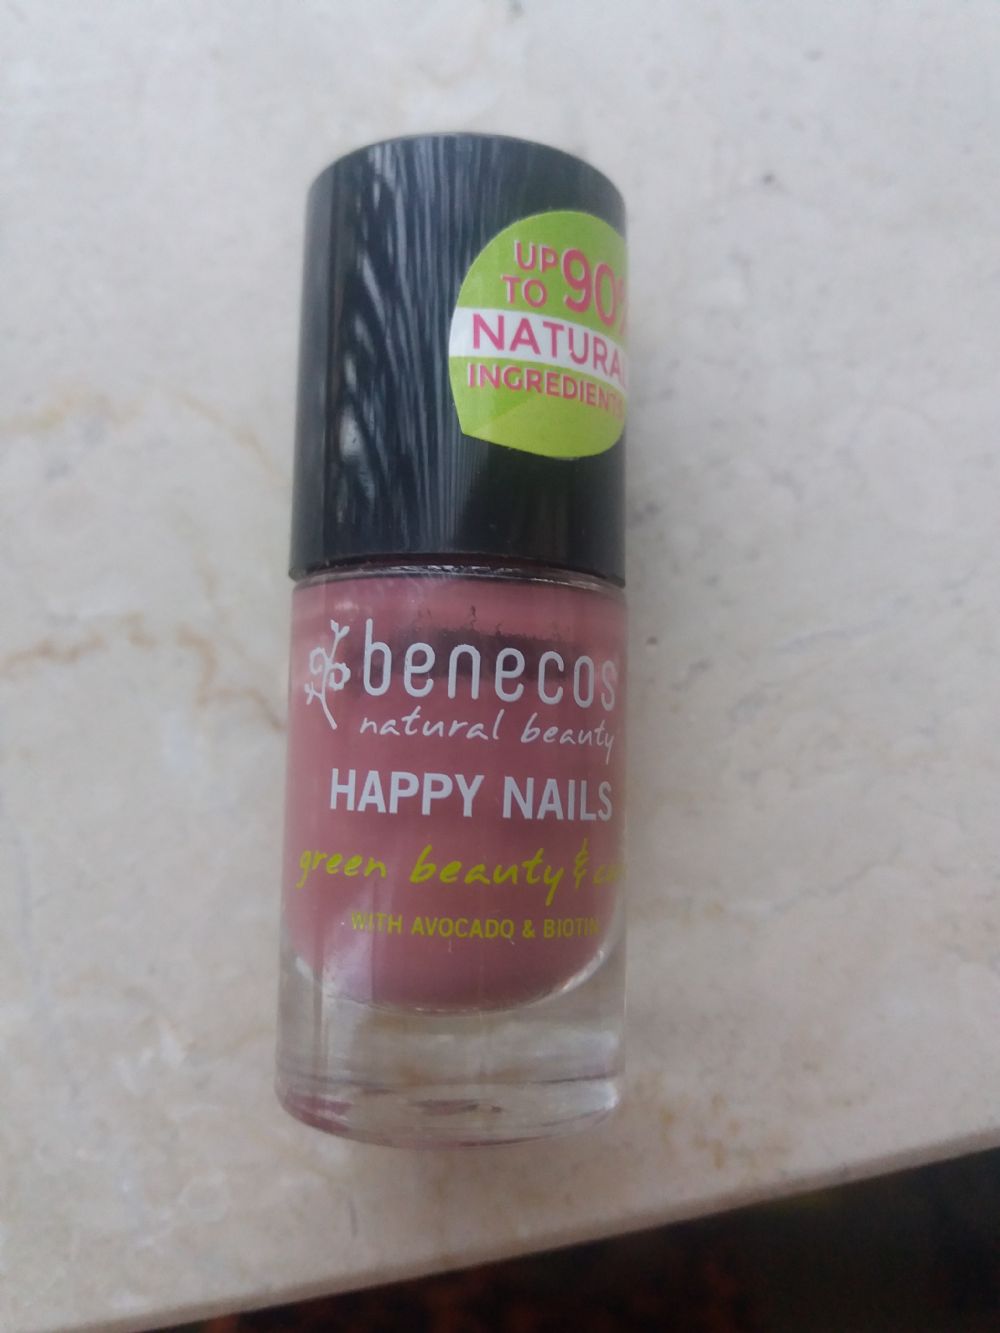 UP
TO 90%
NATURAL
INGREDIENTS
benecos
natural beauty
HAPPY NAILS
green beauty &
WITH AVOCADO & BIOTIN